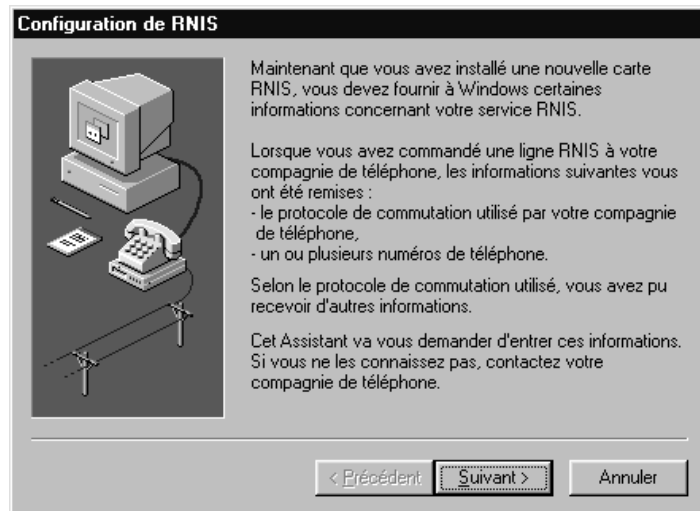 Configuration de RNIS
Maintenant que vous avez installé une nouvelle carte
RNIS, vous devez fournir à Windows certaines
informations concernant votre service RNIS.
Lorsque vous avez commandé une ligne RNIS à votre
compagnie de téléphone, les informations suivantes vous
ont été remises :
- le protocole de commutation utilisé par votre compagnie
de téléphone,
- un ou plusieurs numéros de téléphone.
Selon le protocole de commutation utilisé, vous avez pu
recevoir d'autres informations.
Cet Assistant va vous demander d'entrer ces informations.
Si vous ne les connaissez pas, contactez votre
compagnie de téléphone.
< Précédent Suivant > Annuler